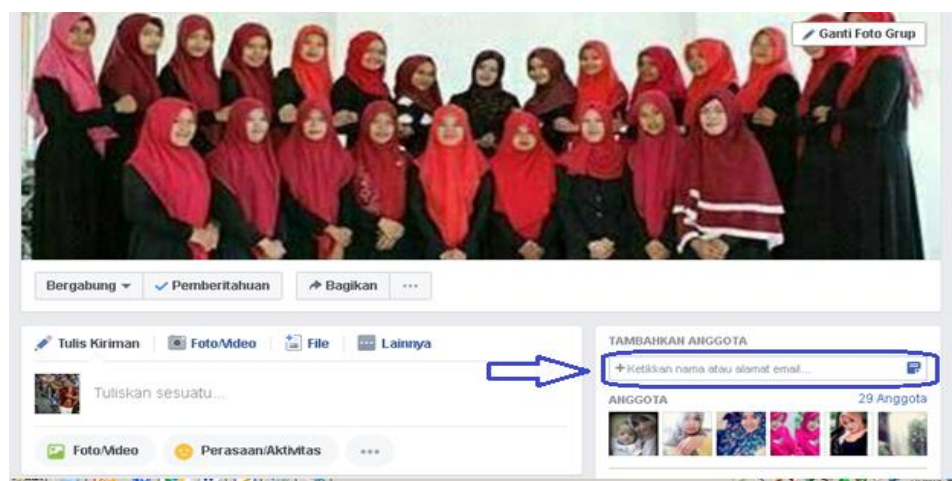 Ganti Foto Grup
Bergabung Pemberitahuan Bagikan
Tulis Kiriman Foto/Video File Lainnya
Tuliskan sesuatu...
Foto/Video Perasaan/Aktivitas
TAMBAHKAN ANGGOTA
+ Ketikkan nama atau alamat email...
ANGGOTA 29 Anggota